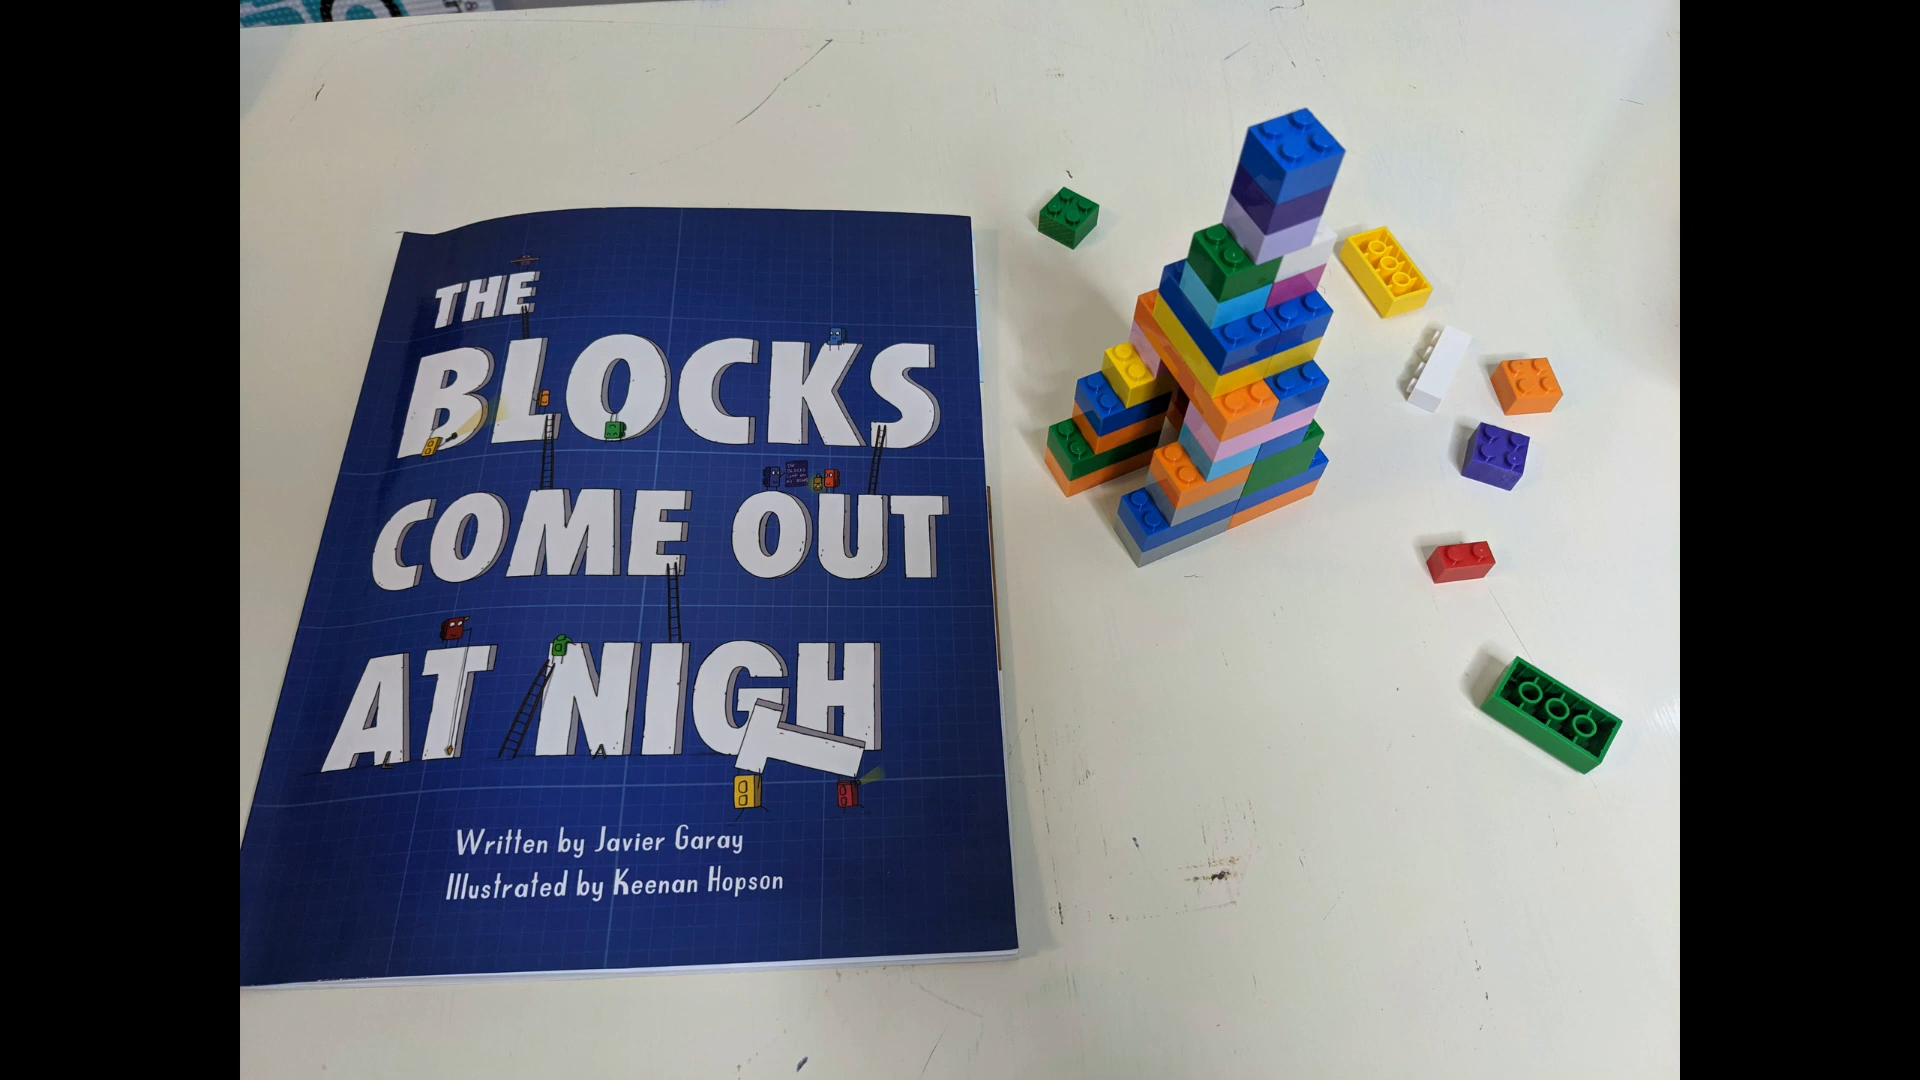 THE
BLOCKS
COME OUT
AT NIGH
T
Written by Javier Garay
Illustrated by Keenan Hopson